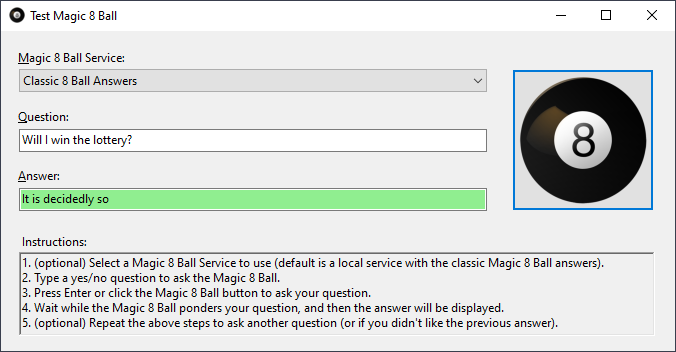 Test Magic 8 Ball
Magic 8 Ball Service:
Classic 8 Ball Answers
Question:
Will I win the lottery?
Answer:
It is decidedly so
8
Instructions:
1. (optional) Select a Magic 8 Ball Service to use (default is a local service with the classic Magic 8 Ball answers).
2. Type a yes/no question to ask the Magic 8 Ball.
3. Press Enter or click the Magic 8 Ball button to ask your question.
4. Wait while the Magic 8 Ball ponders your question, and then the answer will be displayed.
5. (optional) Repeat the above steps to ask another question (or if you didn't like the previous answer).